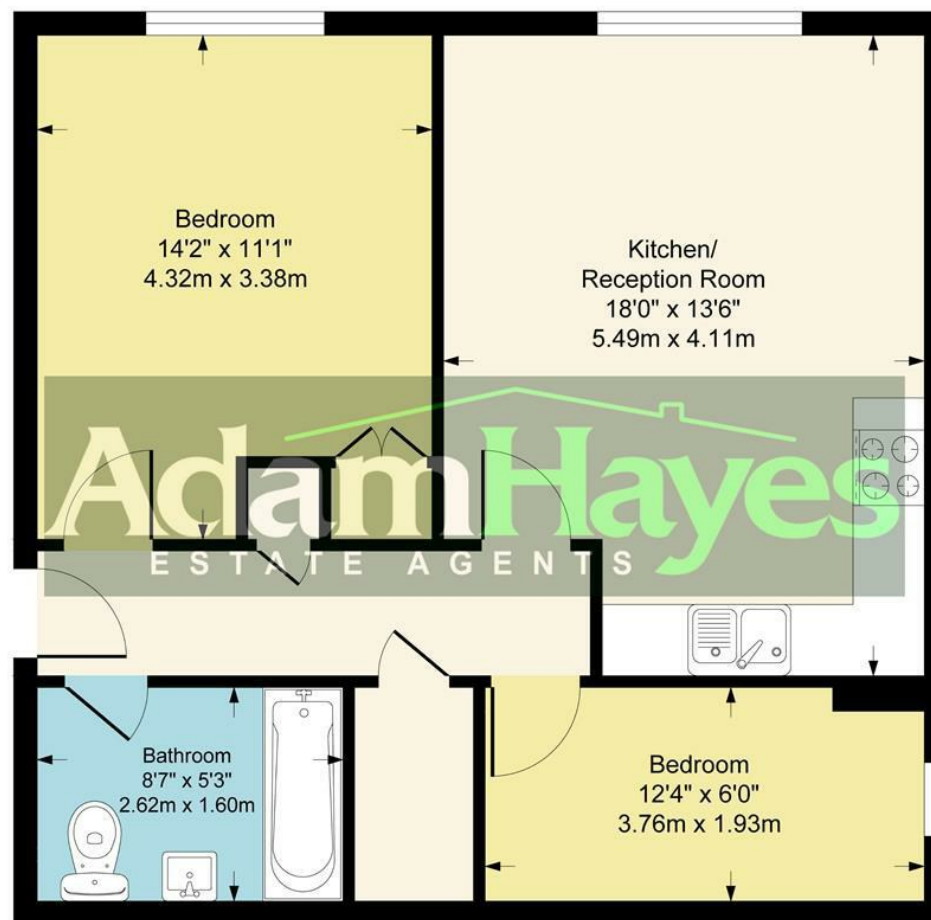 Bedroom
14'2" x 11'1"
4.32m x 3.38m
Kitchen/
Reception Room
18'0" x 13'6"
5.49m x 4.11m
AdamHayes
ESTATE AGENTS
Bathroom
8'7" x 5'3"
2.62m x 1.60m
Bedroom
12'4" x 6'0"
3.76m x 1.93m